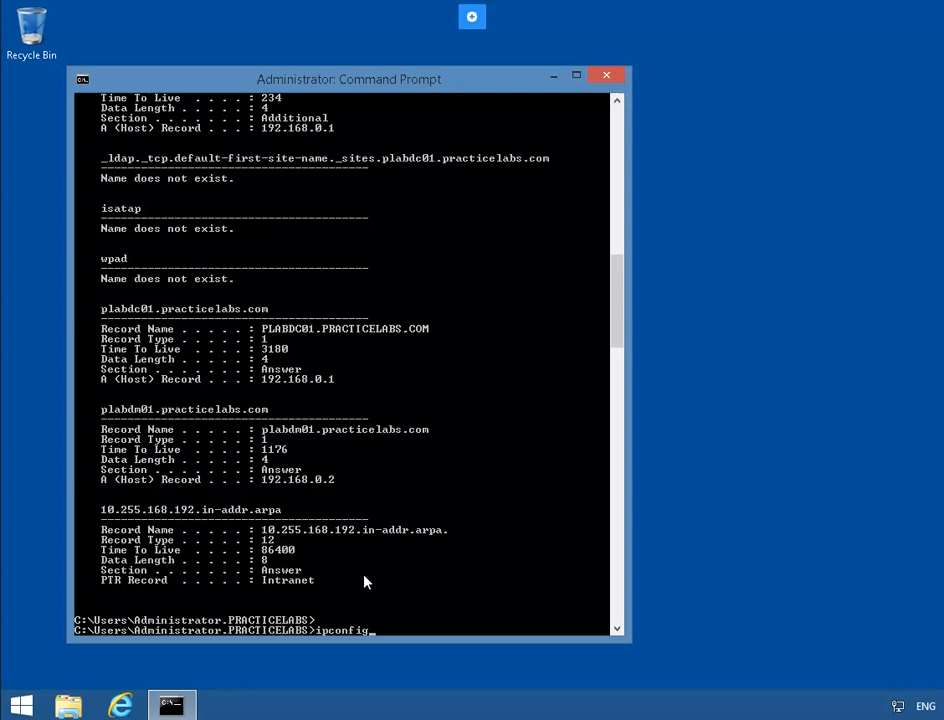 Recycle Bin
Administrator: Command Prompt
Time To Live . . . . : 234
Data Length . . . . . : 4
Section . . . . . . . : Additional
A (Host) Record . . . : 192.168.0.1
_ldap._tcp.default-first-site-name._sites.plabdc01.practicelabs.com
----------------------------------------
Name does not exist.
isatap
----------------------------------------
Name does not exist.
wpad
----------------------------------------
Name does not exist.
plabdc01.practicelabs.com
----------------------------------------
Record Name . . . . . : PLABDC01.PRACTICELABS.COM
Record Type . . . . . : 1
Time To Live . . . . : 3180
Data Length . . . . . : 4
Section . . . . . . . : Answer
A (Host) Record . . . : 192.168.0.1
plabdm01.practicelabs.com
----------------------------------------
Record Name . . . . . : plabdm01.practicelabs.com
Record Type . . . . . : 1
Time To Live . . . . : 1176
Data Length . . . . . : 4
Section . . . . . . . : Answer
A (Host) Record . . . : 192.168.0.2
10.255.168.192.in-addr.arpa
----------------------------------------
Record Name . . . . . : 10.255.168.192.in-addr.arpa.
Record Type . . . . . : 12
Time To Live . . . . : 86400
Data Length . . . . . : 8
Section . . . . . . . : Answer
PTR Record . . . . . : Intranet
C:\Users\Administrator.PRACTICELABS>
C:\Users\Administrator.PRACTICELABS>ipconfig_
ENG